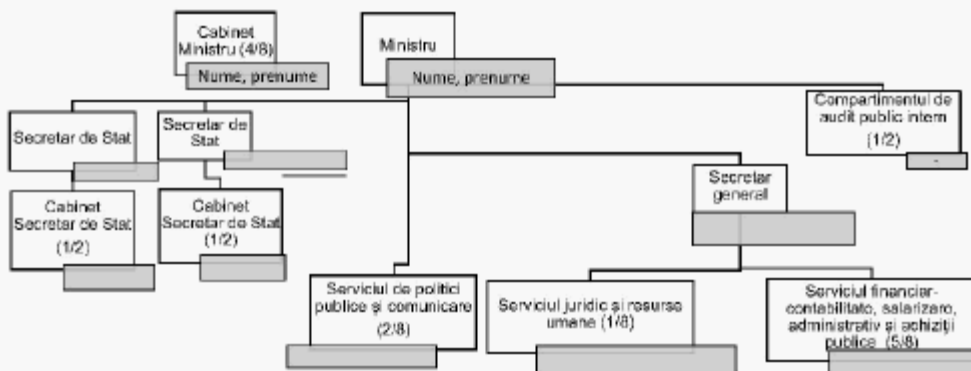 Cabinet
Ministru (4/8)
Nume, prenume
Ministru
Nume, prenume
Compartimentul de
audit public intern
(1/2)
-
Secretar de Stat
Secretar de
Stat
Cabinet
Secretar de Stat
(1/2)
Cabinet
Secretar de Stat
(1/2)
Secretar
general
Serviciul de politici
publice și comunicare
(2/8)
Serviciul juridic și resurse
umane (1/8)
Serviciul financiar-
contabilitate, salarizare,
administrativ și achiziții
publice (5/8)